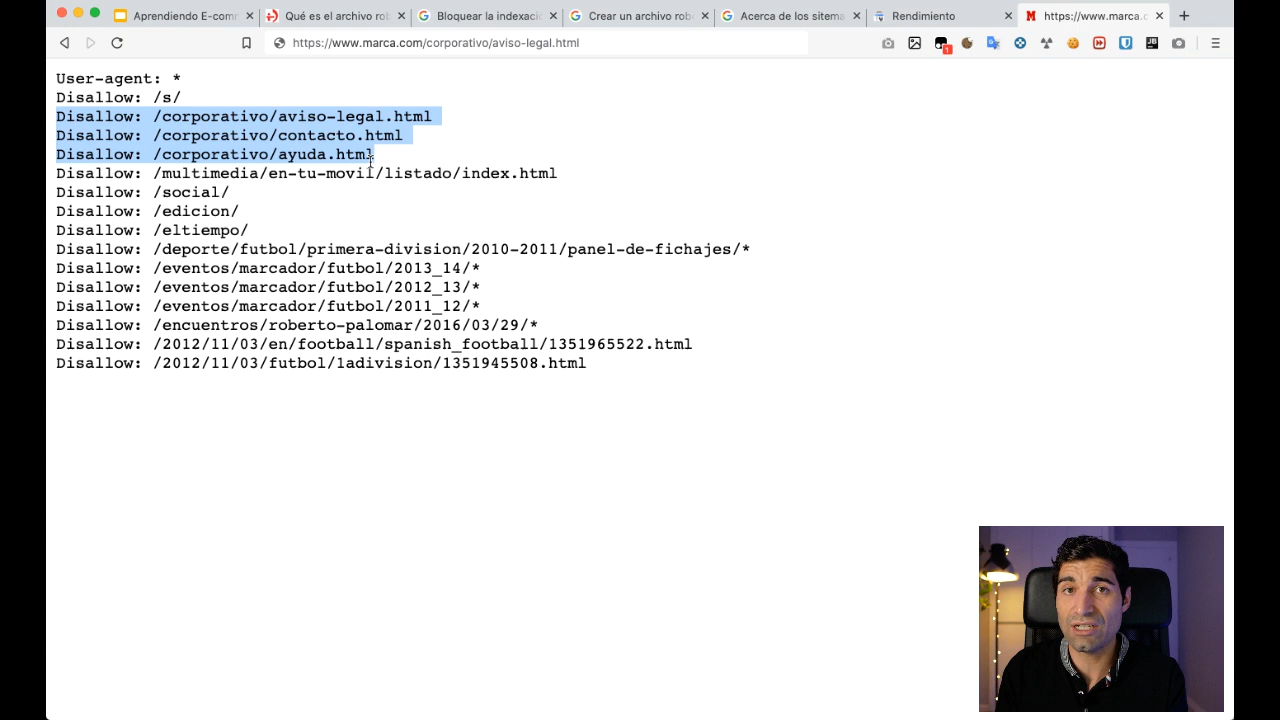 Aprendiendo E-comm
Qué es el archivo rob
Bloquear la indexació
Crear un archivo robo
Acerca de los sitema
Rendimiento
https://www.marca.c
https://www.marca.com/corporativo/aviso-legal.html
1
JB
User-agent: *
Disallow: /s/
Disallow: /corporativo/aviso-legal.html
Disallow: /corporativo/contacto.html
Disallow: /corporativo/ayuda.html
Disallow: /multimedia/en-tu-movil/listado/index.html
Disallow: /social/
Disallow: /edicion/
Disallow: /eltiempo/
Disallow: /deporte/futbol/primera-division/2010-2011/panel-de-fichajes/*
Disallow: /eventos/marcador/futbol/2013_14/*
Disallow: /eventos/marcador/futbol/2012_13/*
Disallow: /eventos/marcador/futbol/2011_12/*
Disallow: /encuentros/roberto-palomar/2016/03/29/*
Disallow: /2012/11/03/en/football/spanish_football/1351965522.html
Disallow: /2012/11/03/futbol/1adivision/1351945508.html